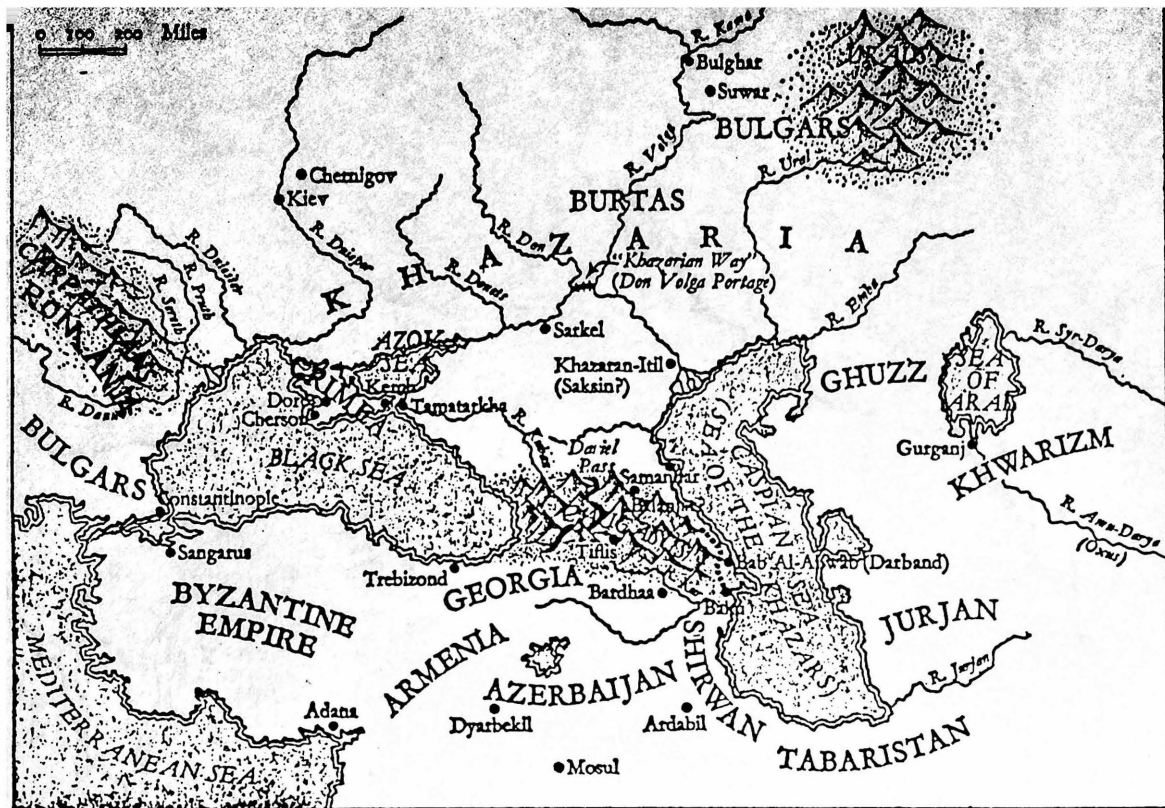 0 100 200 Miles
R. Kama
Bulghar
URALS
Suwar
BULGARS
R. Volga
R. Ural
Chernigov
Kiev
BURTAS
KHAZARIA
R. Dniester
R. Dnieper
R. Don
R. Donets
"Khazarian Way"
(Don Volga Portage)
R. Emba
R. Pruth
R. Sereth
CARPATHIANS
ROMANIA
Sarkel
AZOV
SEA
Khazaran-Itil
(Saksin?)
GHUZZ
SEA
OF
ARAL
R. Syr-Darya
CRIMEA
Kerch
Doros
Cherson
Tamatarkha
R. Kuban
Gurganj
KHWARIZM
BULGARS
BLACK SEA
Dariel
Pass
Samandar
CASPIAN SEA
(SEA OF THE KHAZARS)
R. Amu-Darya
(Oxus)
Constantinople
Sangarus
Tiflis
Bab Al-Abwab (Darband)
Trebizond
GEORGIA
Bardhaa
Baku
BYZANTINE
EMPIRE
JURJAN
ARMENIA
AZERBAIJAN
SHIRWAN
R. Jurjan
MEDITERRANEAN SEA
Adana
Dyarbekll
Ardabil
TABARISTAN
Mosul